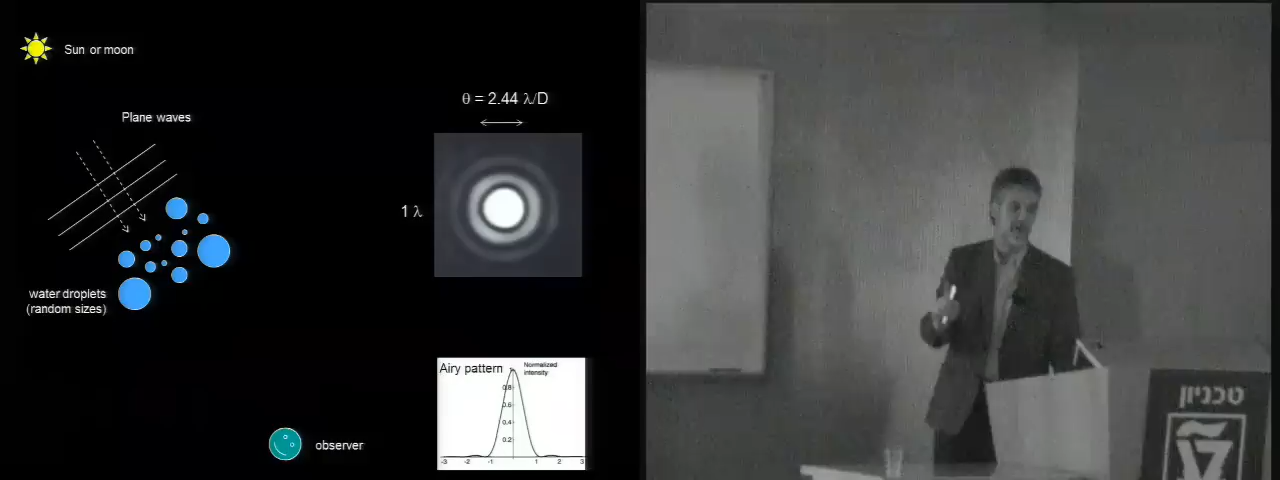 Sun or moon
Plane waves
water droplets
(random sizes)
observer
θ = 2.44 λ/D
1 λ
Airy pattern
Normalized
intensity
1
0.8
0.6
0.4
0.2
-3 -2 -1 1 2 3
טכניון